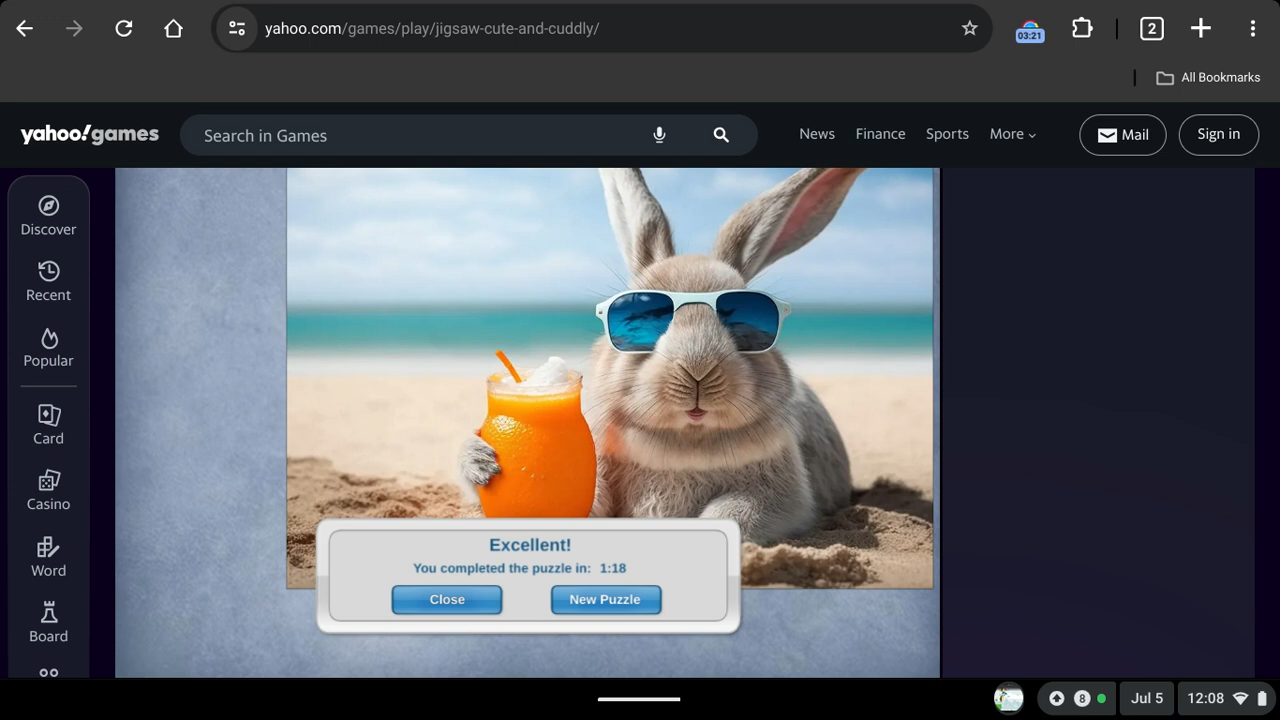 yahoo.com/games/play/jigsaw-cute-and-cuddly/
03:21
2
All Bookmarks
yahoo!games
Search in Games
News
Finance
Sports
More
Mail
Sign in
Discover
Recent
Popular
Card
Casino
Word
Board
Excellent!
You completed the puzzle in: 1:18
Close
New Puzzle
8
Jul 5
12:08